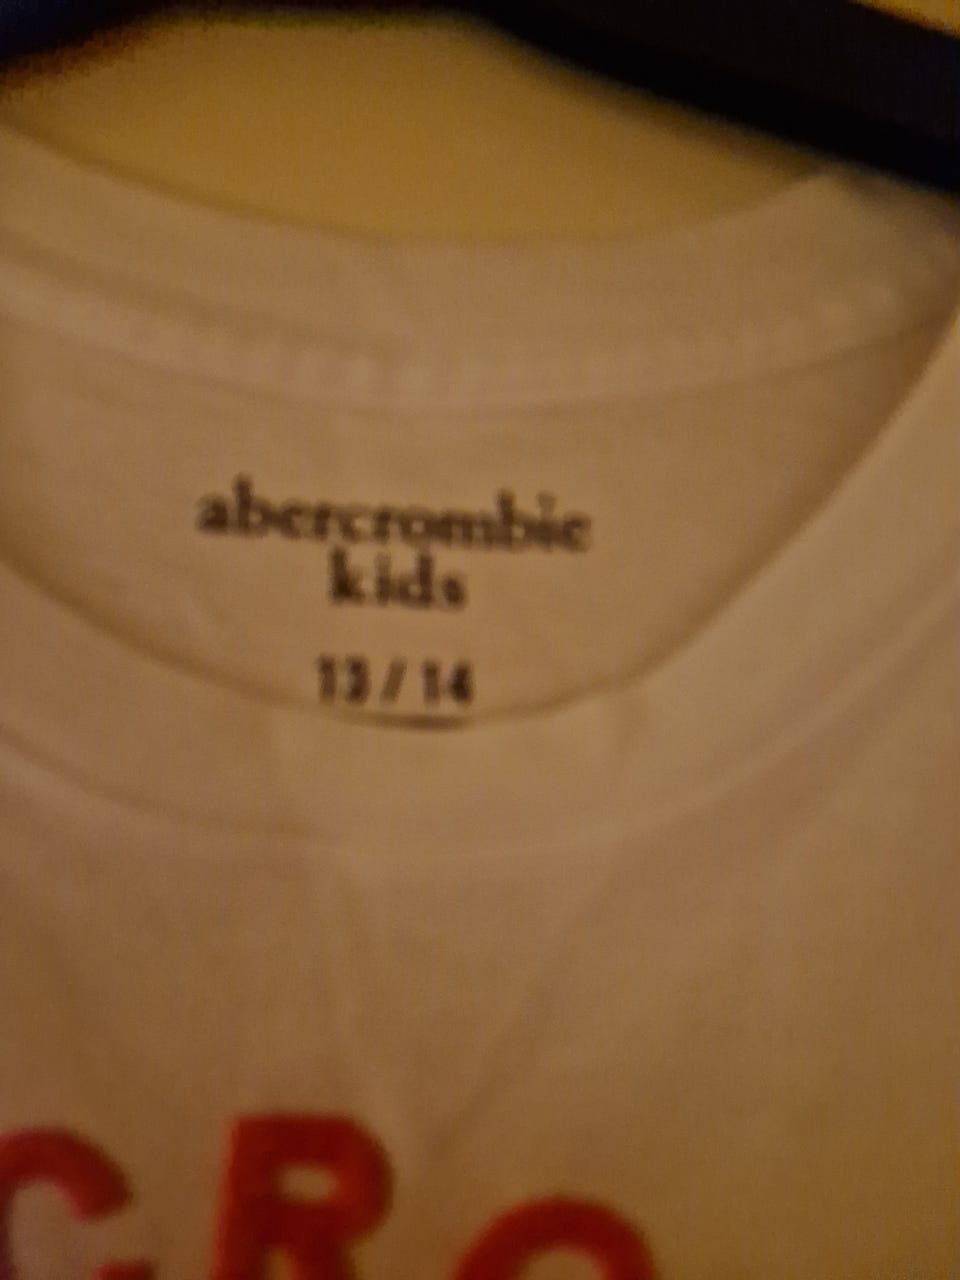 abercrombie
kids
13 / 14
CRO